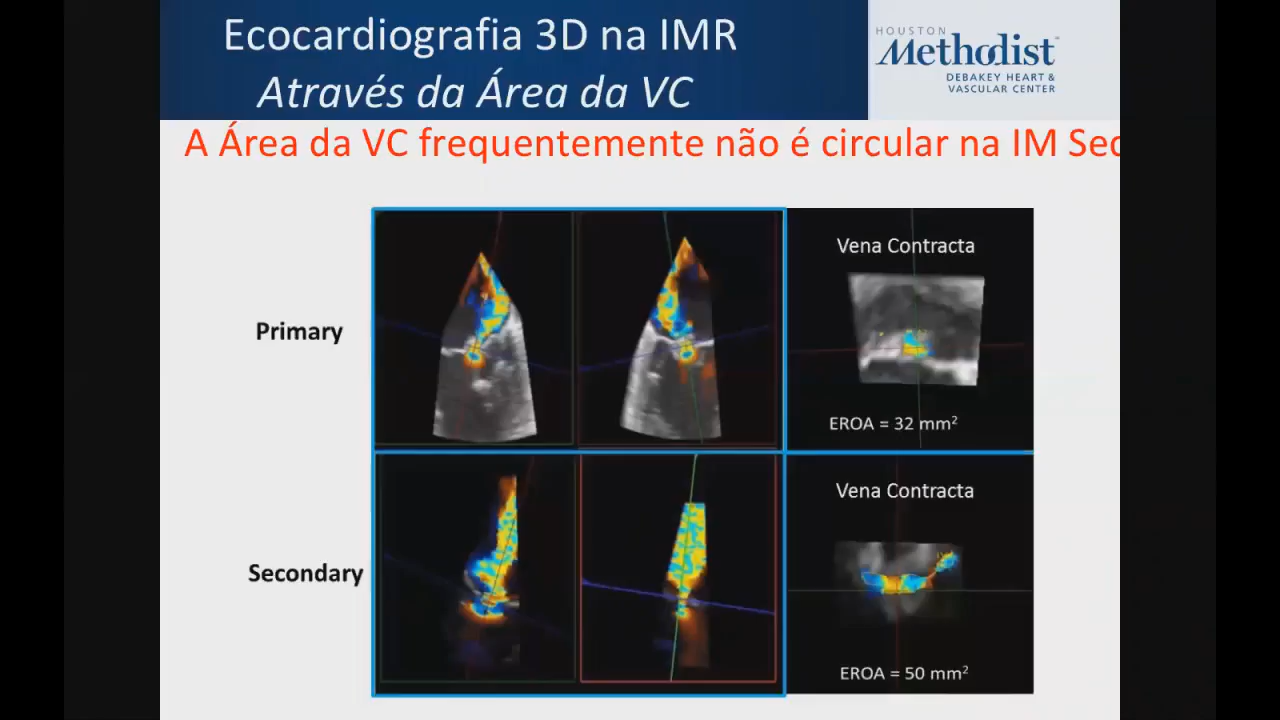 Ecocardiografia 3D na IMR
Através da Área da VC
HOUSTON
Methodist
DEBAKEY HEART &
VASCULAR CENTER
A Área da VC frequentemente não é circular na IM Sec
Primary
Vena Contracta
EROA = 32 mm²
Secondary
Vena Contracta
EROA = 50 mm²